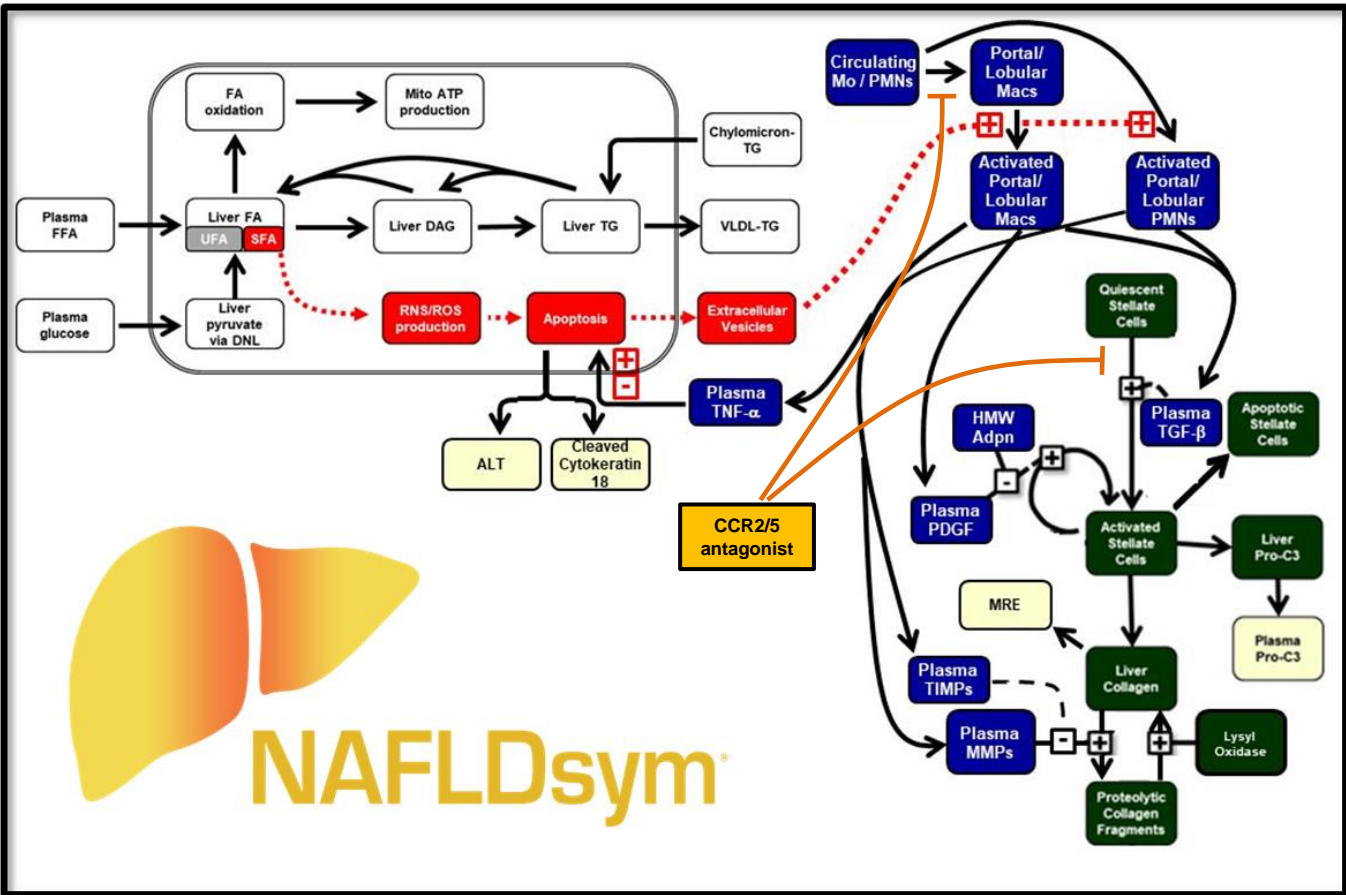 Circulating
Mo / PMNs
Portal/
Lobular
Macs
FA
oxidation
Mito ATP
production
Chylomicron-
TG
+
+
Activated
Portal/
Lobular
Macs
Activated
Portal/
Lobular
PMNs
Plasma
FFA
Liver FA
UFA
SFA
Liver DAG
Liver TG
VLDL-TG
Plasma
glucose
Liver
pyruvate
via DNL
RNS/ROS
production
Apoptosis
Extracellular
Vesicles
Quiescent
Stellate
Cells
+
-
Plasma
TNF-α
+
HMW
Adpn
Plasma
TGF-β
Apoptotic
Stellate
Cells
ALT
Cleaved
Cytokeratin
18
-
+
CCR2/5
antagonist
Plasma
PDGF
Activated
Stellate
Cells
Liver
Pro-C3
MRE
Plasma
Pro-C3
Liver
Collagen
Plasma
TIMPs
Plasma
MMPs
-
+
+
Lysyl
Oxidase
Proteolytic
Collagen
Fragments
NAFLDsym®